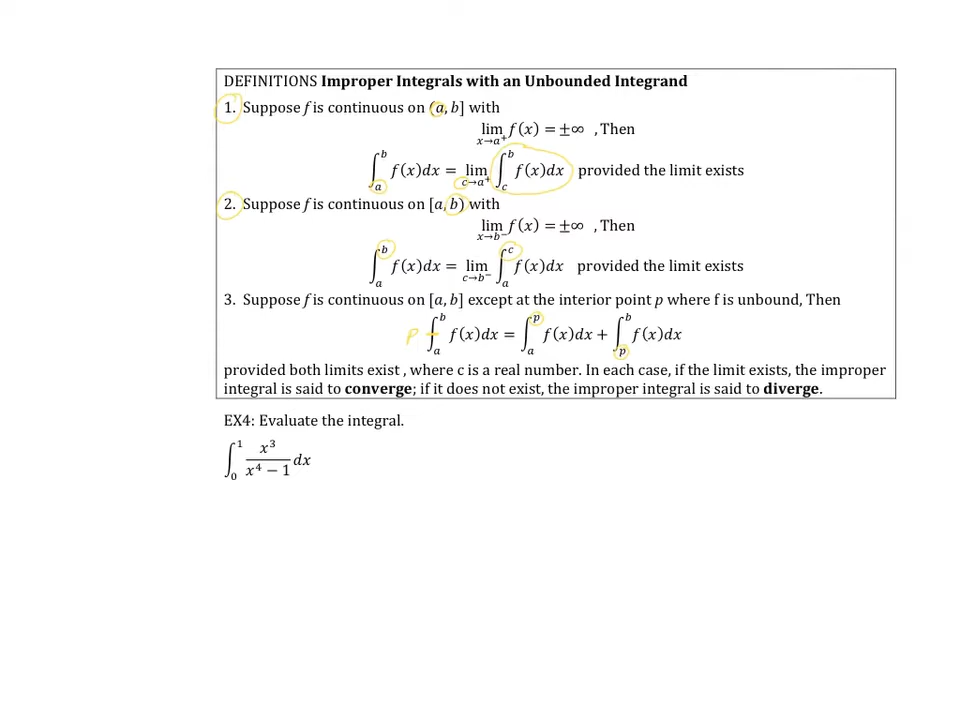 DEFINITIONS Improper Integrals with an Unbounded Integrand
1. Suppose f is continuous on (a, b] with
lim x→a⁺ f(x) = ±∞ , Then
∫ₐᵇ f(x)dx = lim c→a⁺ ∫_c^b f(x)dx provided the limit exists
2. Suppose f is continuous on [a, b) with
lim x→b⁻ f(x) = ±∞ , Then
∫ₐᵇ f(x)dx = lim c→b⁻ ∫_a^c f(x)dx provided the limit exists
3. Suppose f is continuous on [a, b] except at the interior point p where f is unbound, Then
P ∫ₐᵇ f(x)dx = ∫_a^p f(x)dx + ∫_p^b f(x)dx
provided both limits exist , where c is a real number. In each case, if the limit exists, the improper
integral is said to converge; if it does not exist, the improper integral is said to diverge.
EX4: Evaluate the integral.
∫₀¹ x³/(x⁴ − 1) dx